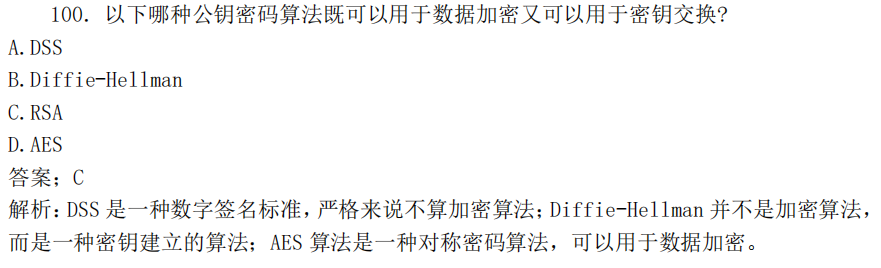 100. 以下哪种公钥密码算法既可以用于数据加密又可以用于密钥交换?
A.DSS
B.Diffie-Hellman
C.RSA
D.AES
答案；C
解析:DSS 是一种数字签名标准,严格来说不算加密算法;Diffie-Hellman 并不是加密算法，
而是一种密钥建立的算法；AES 算法是一种对称密码算法，可以用于数据加密。